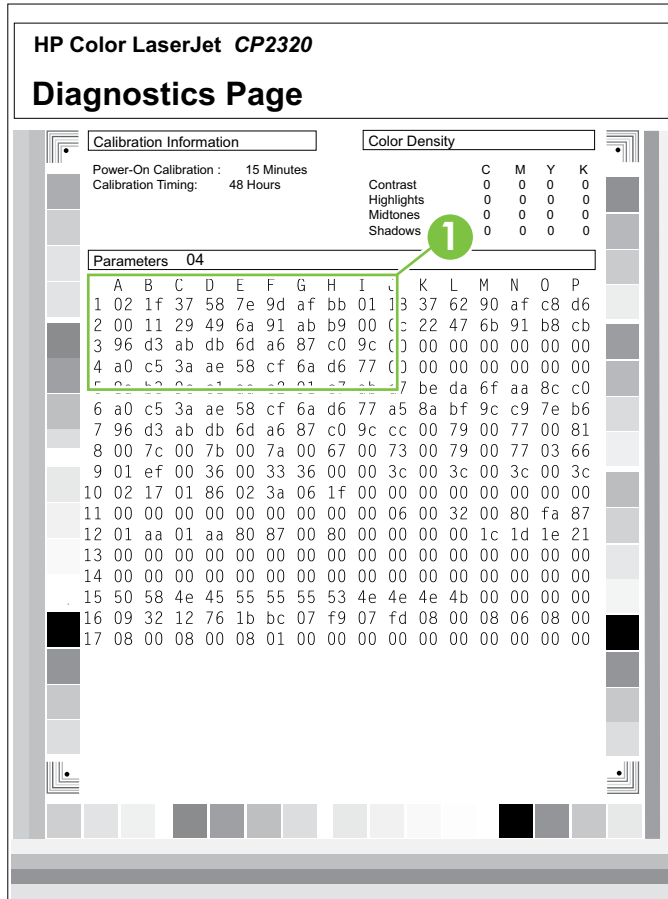 HP Color LaserJet CP2320
Diagnostics Page
Calibration Information
Color Density
Power-On Calibration : 15 Minutes
Calibration Timing: 48 Hours
C M Y K
Contrast 0 0 0 0
Highlights 0 0 0 0
Midtones 0 0 0 0
Shadows 0 0 0 0
1
Parameters 04
A B C D E F G H I J K L M N O P
1 02 1f 37 58 7e 9d af bb 01 37 62 90 af c8 d6
2 00 11 29 49 6a 91 ab b9 00 0c 22 47 6b 91 b8 cb
3 96 d3 ab db 6d a6 87 c0 9c 00 00 00 00 00 00 00
4 a0 c5 3a ae 58 cf 6a d6 77 00 00 00 00 00 00 00
be da 6f aa 8c c0
6 a0 c5 3a ae 58 cf 6a d6 77 a5 8a bf 9c c9 7e b6
7 96 d3 ab db 6d a6 87 c0 9c cc 00 79 00 77 00 81
8 00 7c 00 7b 00 7a 00 67 00 73 00 79 00 77 03 66
9 01 ef 00 36 00 33 36 00 00 3c 00 3c 00 3c 00 3c
10 02 17 01 86 02 3a 06 1f 00 00 00 00 00 00 00 00
11 00 00 00 00 00 00 00 00 00 06 00 32 00 80 fa 87
12 01 aa 01 aa 80 87 00 80 00 00 00 00 1c 1d 1e 21
13 00 00 00 00 00 00 00 00 00 00 00 00 00 00 00 00
14 00 00 00 00 00 00 00 00 00 00 00 00 00 00 00 00
15 50 58 4e 45 55 55 55 53 4e 4e 4e 4b 00 00 00 00
16 09 32 12 76 1b bc 07 f9 07 fd 08 00 08 06 08 00
17 08 00 08 00 08 01 00 00 00 00 00 00 00 00 00 00